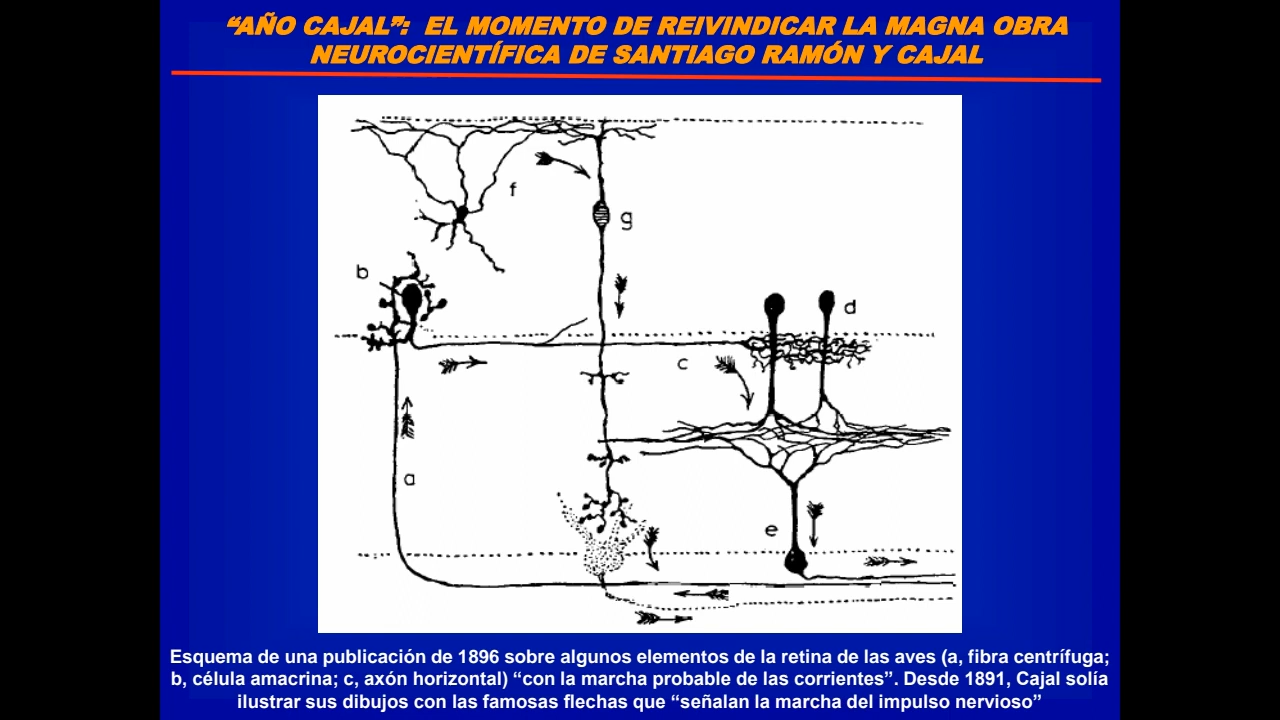 “AÑO CAJAL”: EL MOMENTO DE REIVINDICAR LA MAGNA OBRA
NEUROCIENTÍFICA DE SANTIAGO RAMÓN Y CAJAL
f
g
b
d
c
a
e
Esquema de una publicación de 1896 sobre algunos elementos de la retina de las aves (a, fibra centrífuga;
b, célula amacrina; c, axón horizontal) “con la marcha probable de las corrientes”. Desde 1891, Cajal solía
ilustrar sus dibujos con las famosas flechas que “señalan la marcha del impulso nervioso”